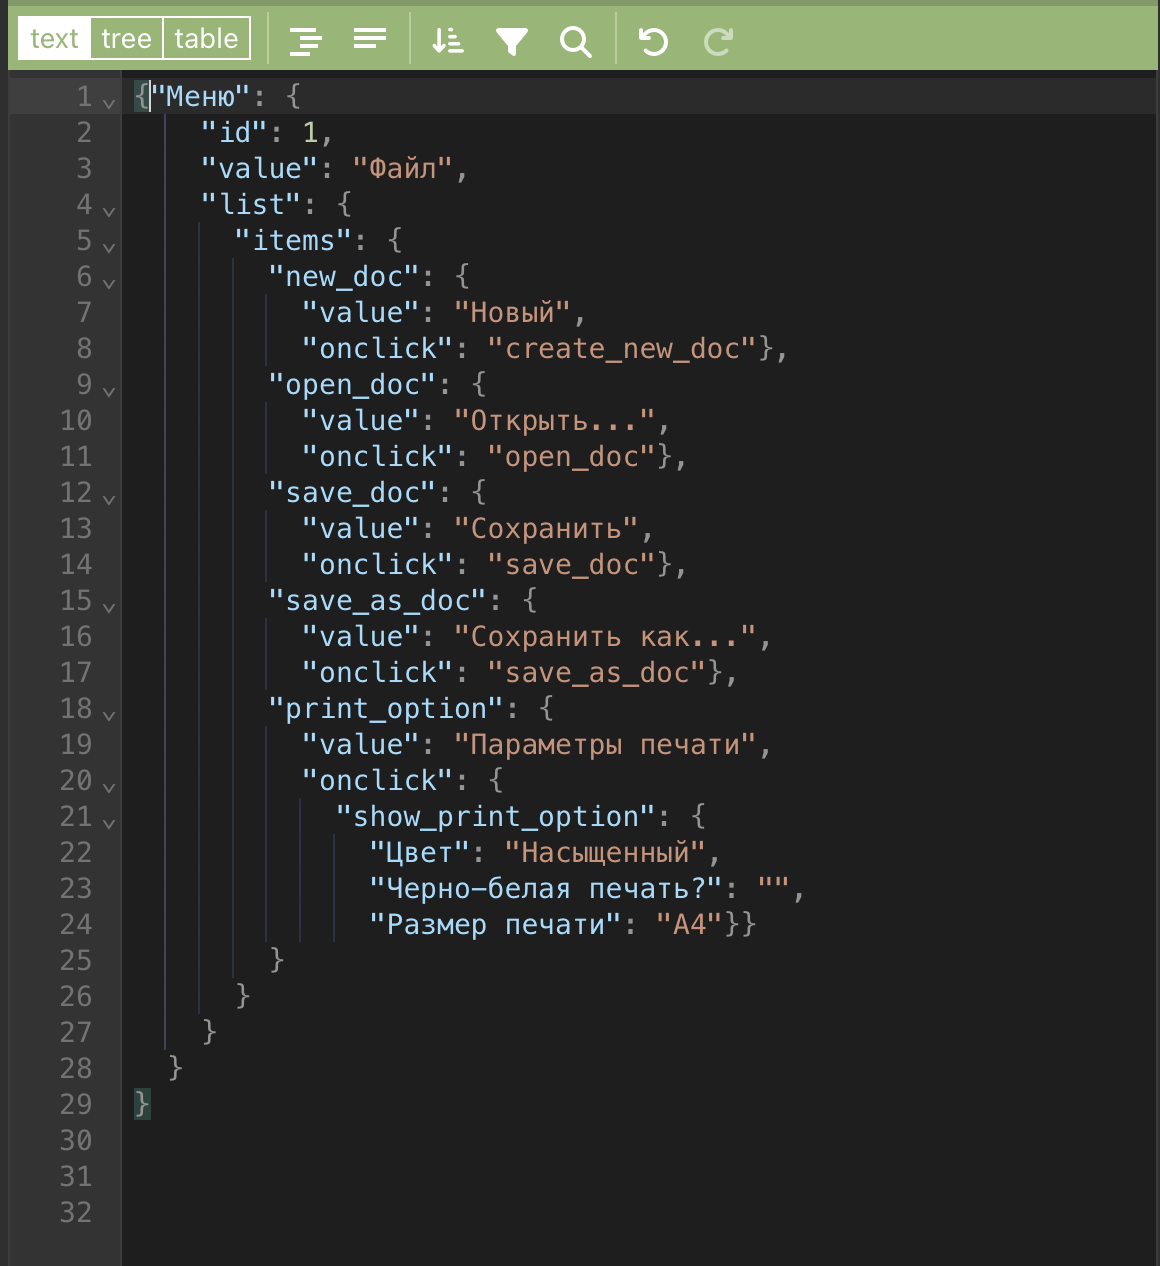 text tree table
1 {"Меню": {
2 "id": 1,
3 "value": "Файл",
4 "list": {
5 "items": {
6 "new_doc": {
7 "value": "Новый",
8 "onclick": "create_new_doc"},
9 "open_doc": {
10 "value": "Открыть...",
11 "onclick": "open_doc"},
12 "save_doc": {
13 "value": "Сохранить",
14 "onclick": "save_doc"},
15 "save_as_doc": {
16 "value": "Сохранить как...",
17 "onclick": "save_as_doc"},
18 "print_option": {
19 "value": "Параметры печати",
20 "onclick": {
21 "show_print_option": {
22 "Цвет": "Насыщенный",
23 "Черно-белая печать?": "",
24 "Размер печати": "A4"}}
25 }
26 }
27 }
28 }
29 }
30
31
32